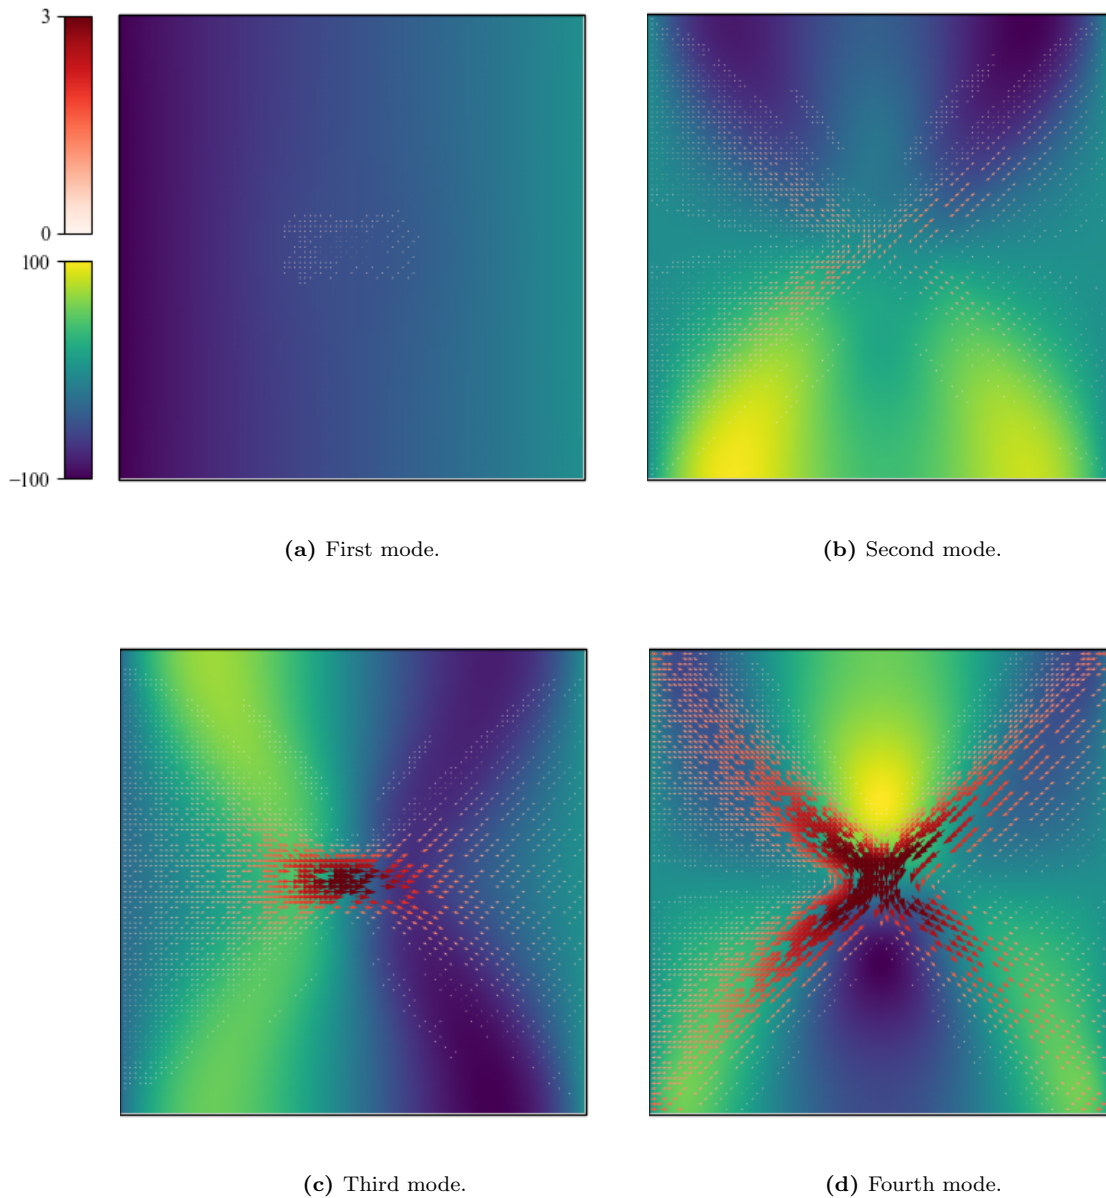 3
0
100
−100
(a) First mode.
(b) Second mode.
(c) Third mode.
(d) Fourth mode.